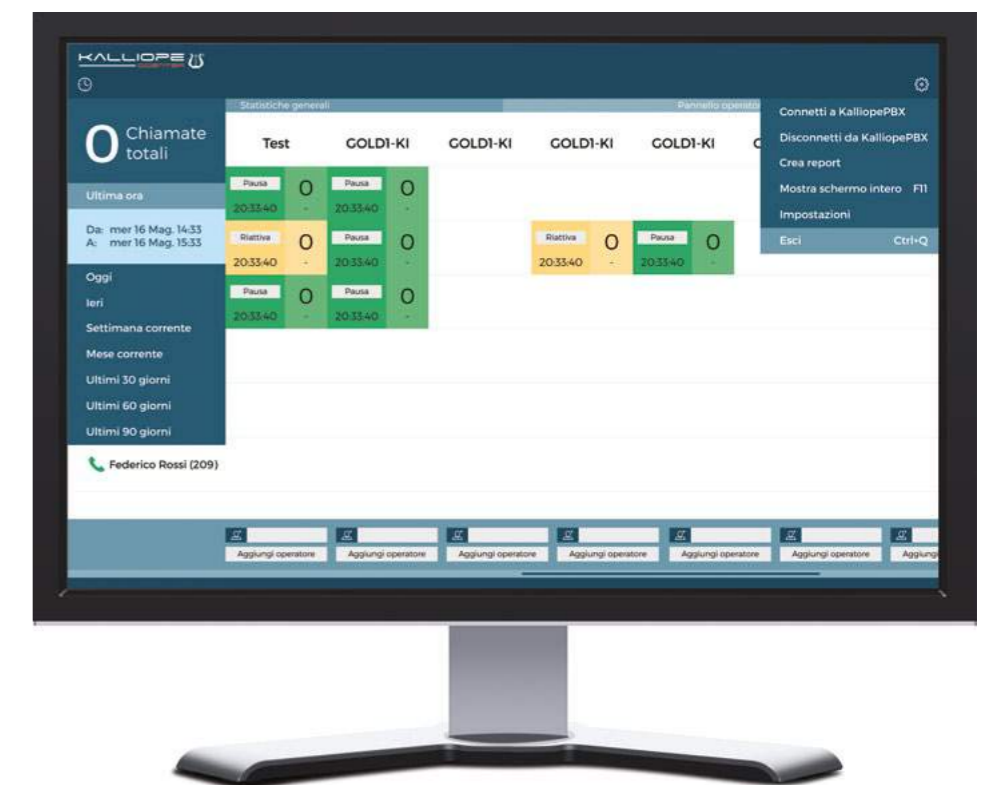 KALLIOPE
Statistiche generali
Pannello operator
0 Chiamate
totali
Test GOLD1-KI GOLD1-KI GOLD1-KI GOLD1-KI
Ultima ora
Da: mer 16 Mag. 14:33
A: mer 16 Mag. 15:33
Oggi
Ieri
Settimana corrente
Mese corrente
Ultimi 30 giorni
Ultimi 60 giorni
Ultimi 90 giorni
Federico Rossi (209)
Pausa 0 Pausa 0
20:33:40 - 20:33:40 -
Riattiva 0 Pausa 0 Riattiva 0 Pausa 0
20:33:40 - 20:33:40 - 20:33:40 - 20:33:40 -
Pausa 0 Pausa 0
20:33:40 - 20:33:40 -
Connetti a KalliopePBX
Disconnetti da KalliopePBX
Crea report
Mostra schermo intero F11
Impostazioni
Esci Ctrl+Q
Aggiungi operatore Aggiungi operatore Aggiungi operatore Aggiungi operatore Aggiungi operatore Aggiungi operatore Aggiungi